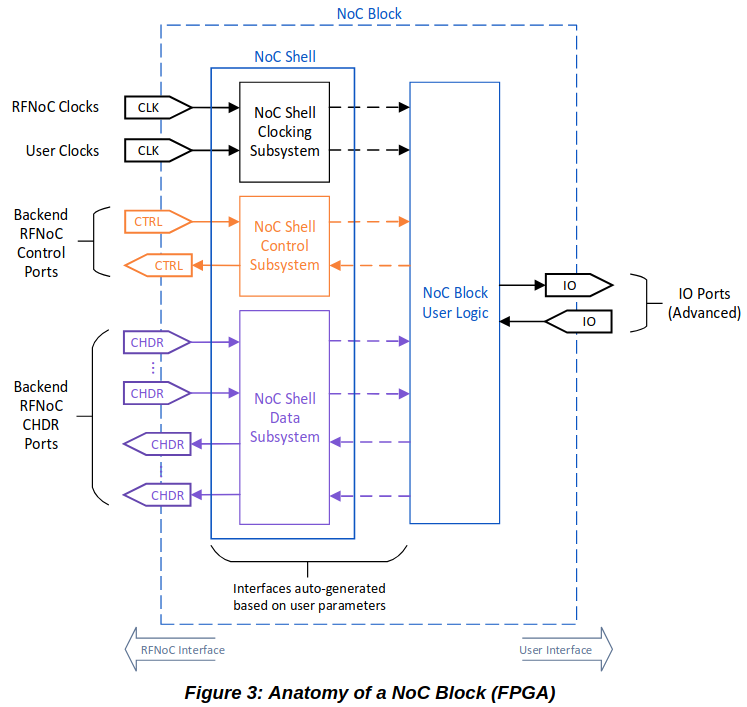 NoC Block
NoC Shell
RFNoC Clocks
CLK
NoC Shell
Clocking
Subsystem
User Clocks
CLK
Backend
RFNoC
Control
Ports
CTRL
CTRL
NoC Shell
Control
Subsystem
NoC Block
User Logic
IO
IO
IO Ports
(Advanced)
Backend
RFNoC
CHDR
Ports
CHDR
...
CHDR
CHDR
CHDR
NoC Shell
Data
Subsystem
Interfaces auto-generated
based on user parameters
RFNoC Interface
User Interface
Figure 3: Anatomy of a NoC Block (FPGA)